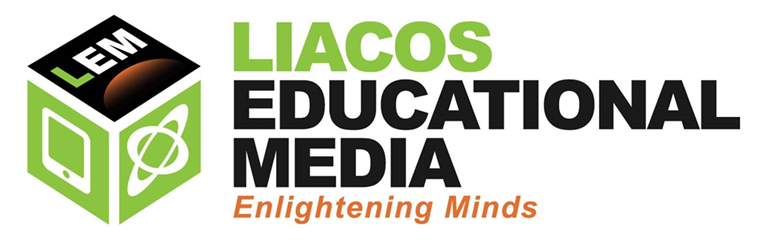 LEM
LIACOS
EDUCATIONAL
MEDIA
Enlightening Minds